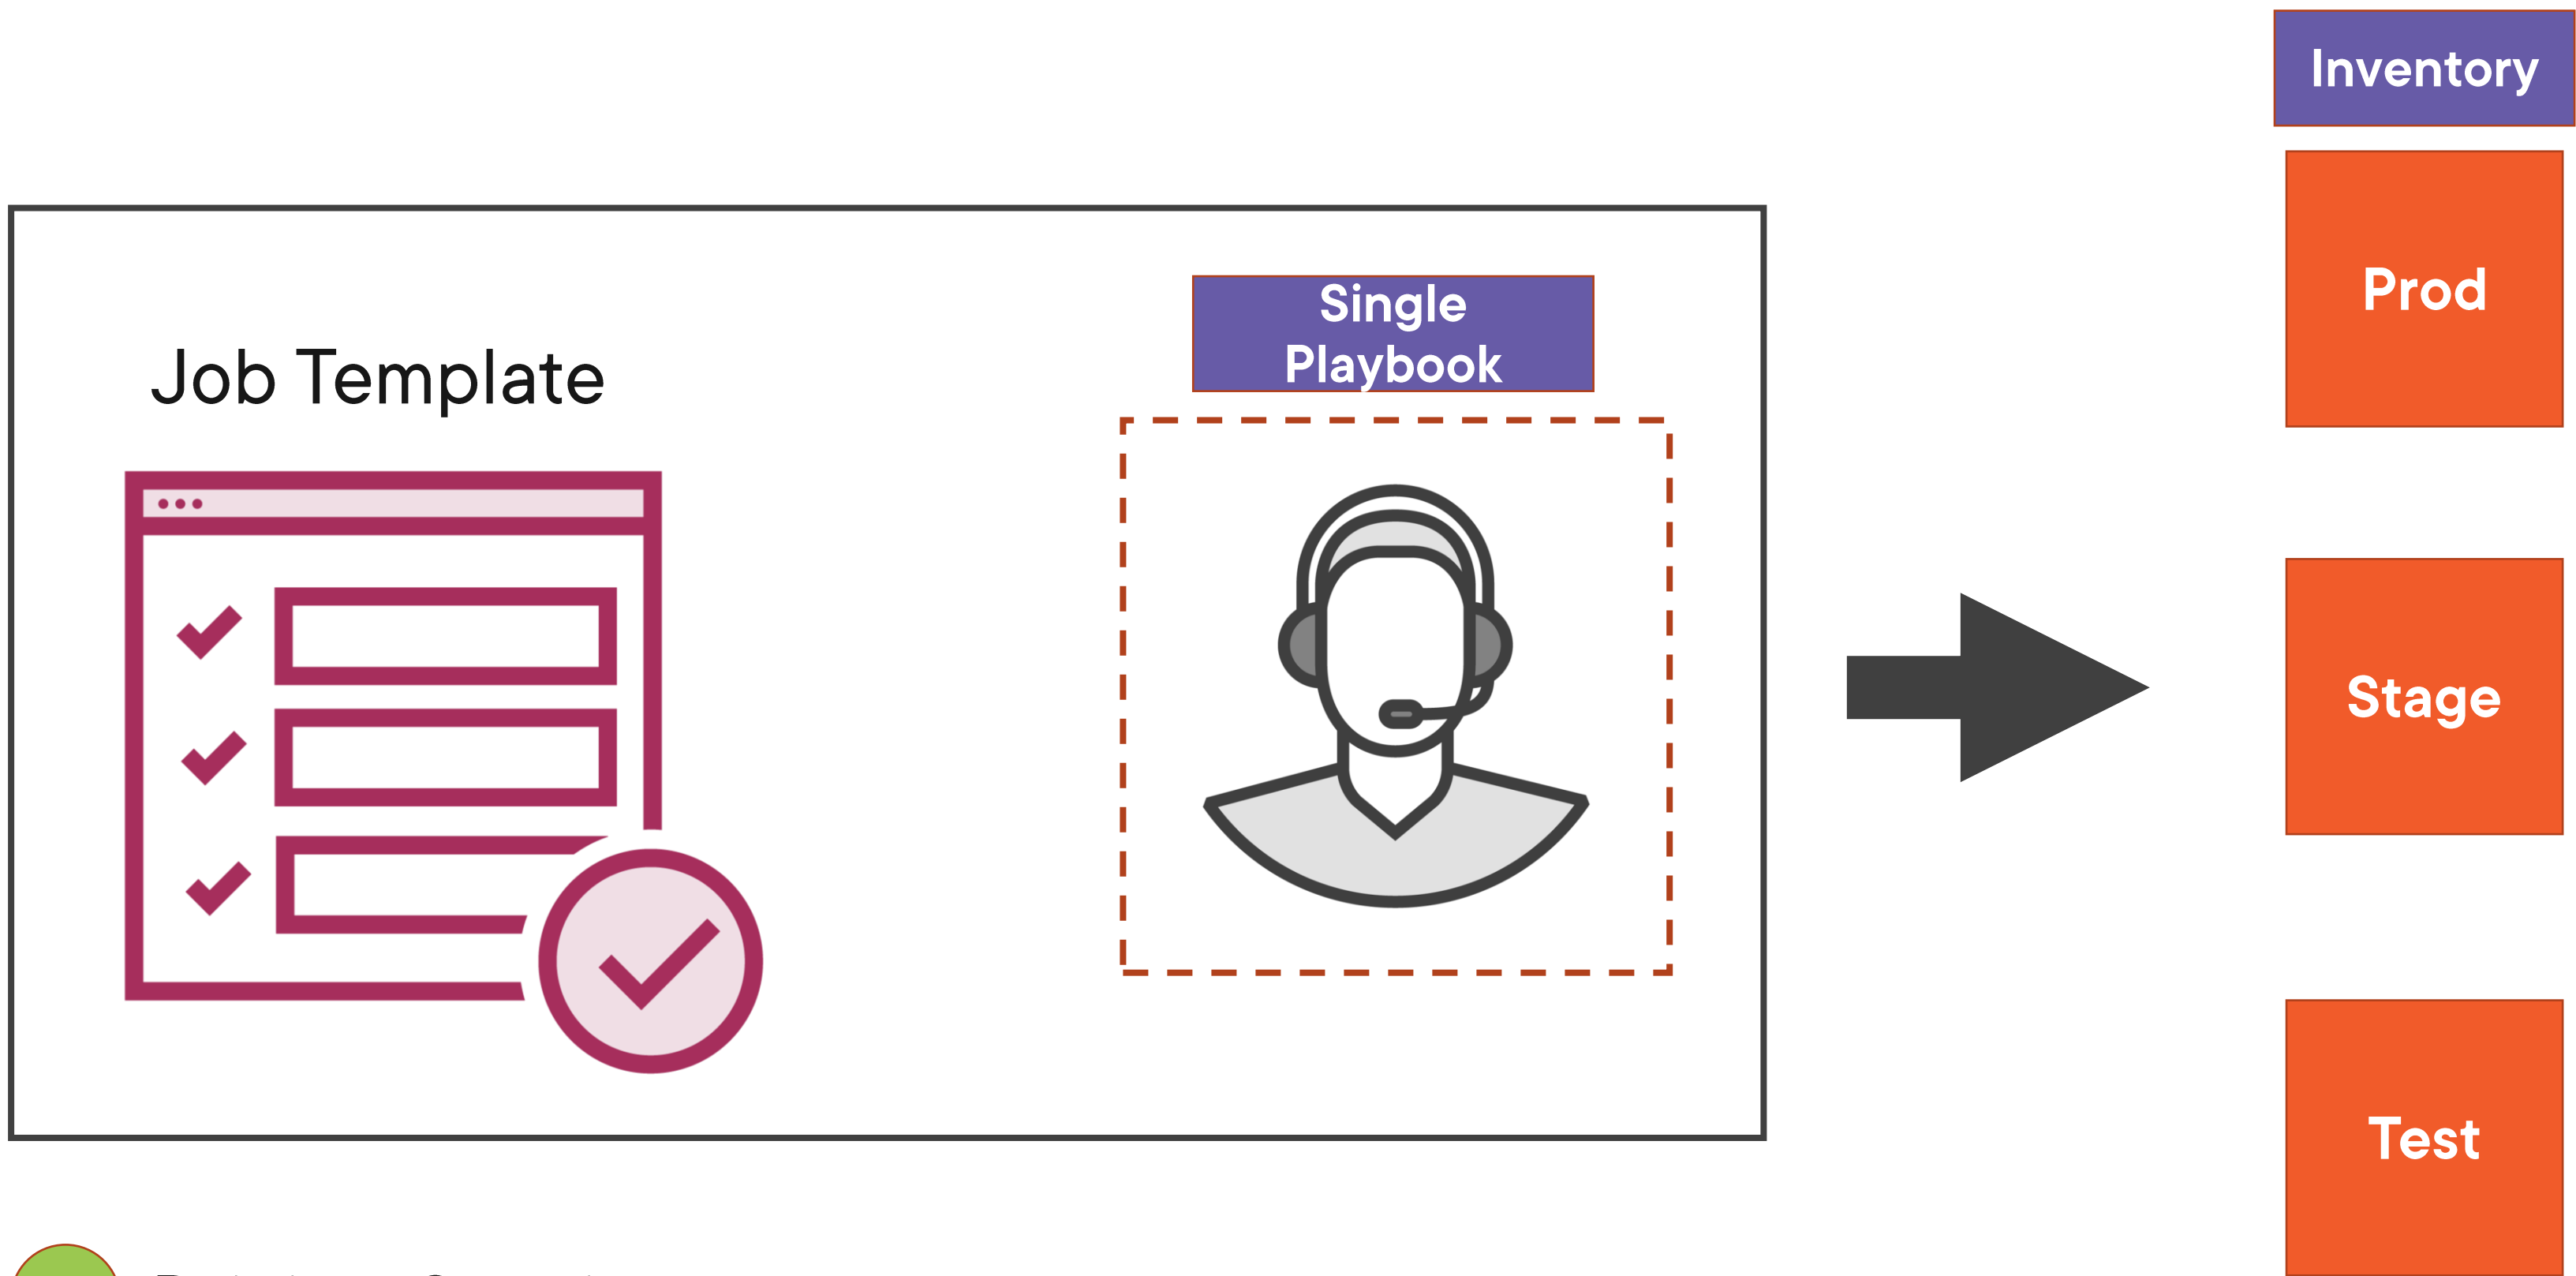 Inventory
Prod
Single
Playbook
Job Template
Stage
Test